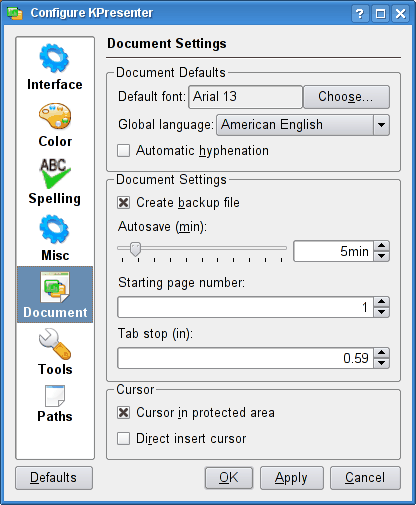 Configure KPresenter
Interface
Color
ABC
Spelling
Misc
Document
Tools
Paths
Document Settings
Document Defaults
Default font: Arial 13 Choose...
Global language: American English
Automatic hyphenation
Document Settings
Create backup file
Autosave (min):
5min
Starting page number:
1
Tab stop (in):
0.59
Cursor
Cursor in protected area
Direct insert cursor
Defaults OK Apply Cancel